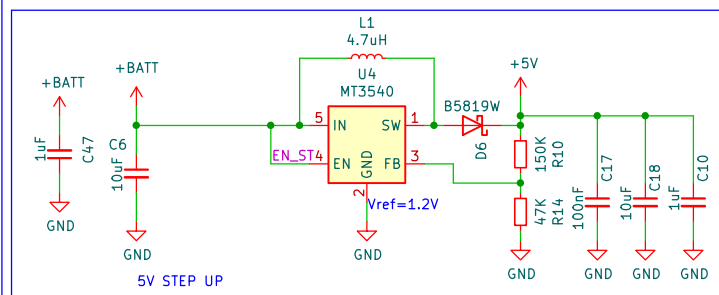 L1
4.7uH
+5V
+BATT
+BATT
U4
MT3540
B5819W
5 IN
SW 1
1uF
C47
C6
10uF
EN_ST 4 EN
GND
FB 3
D6
150K
R10
C17
100nF
C18
10uF
C10
1uF
2
Vref=1.2V
47K
R14
GND
GND
GND
GND
GND
GND
GND
5V STEP UP